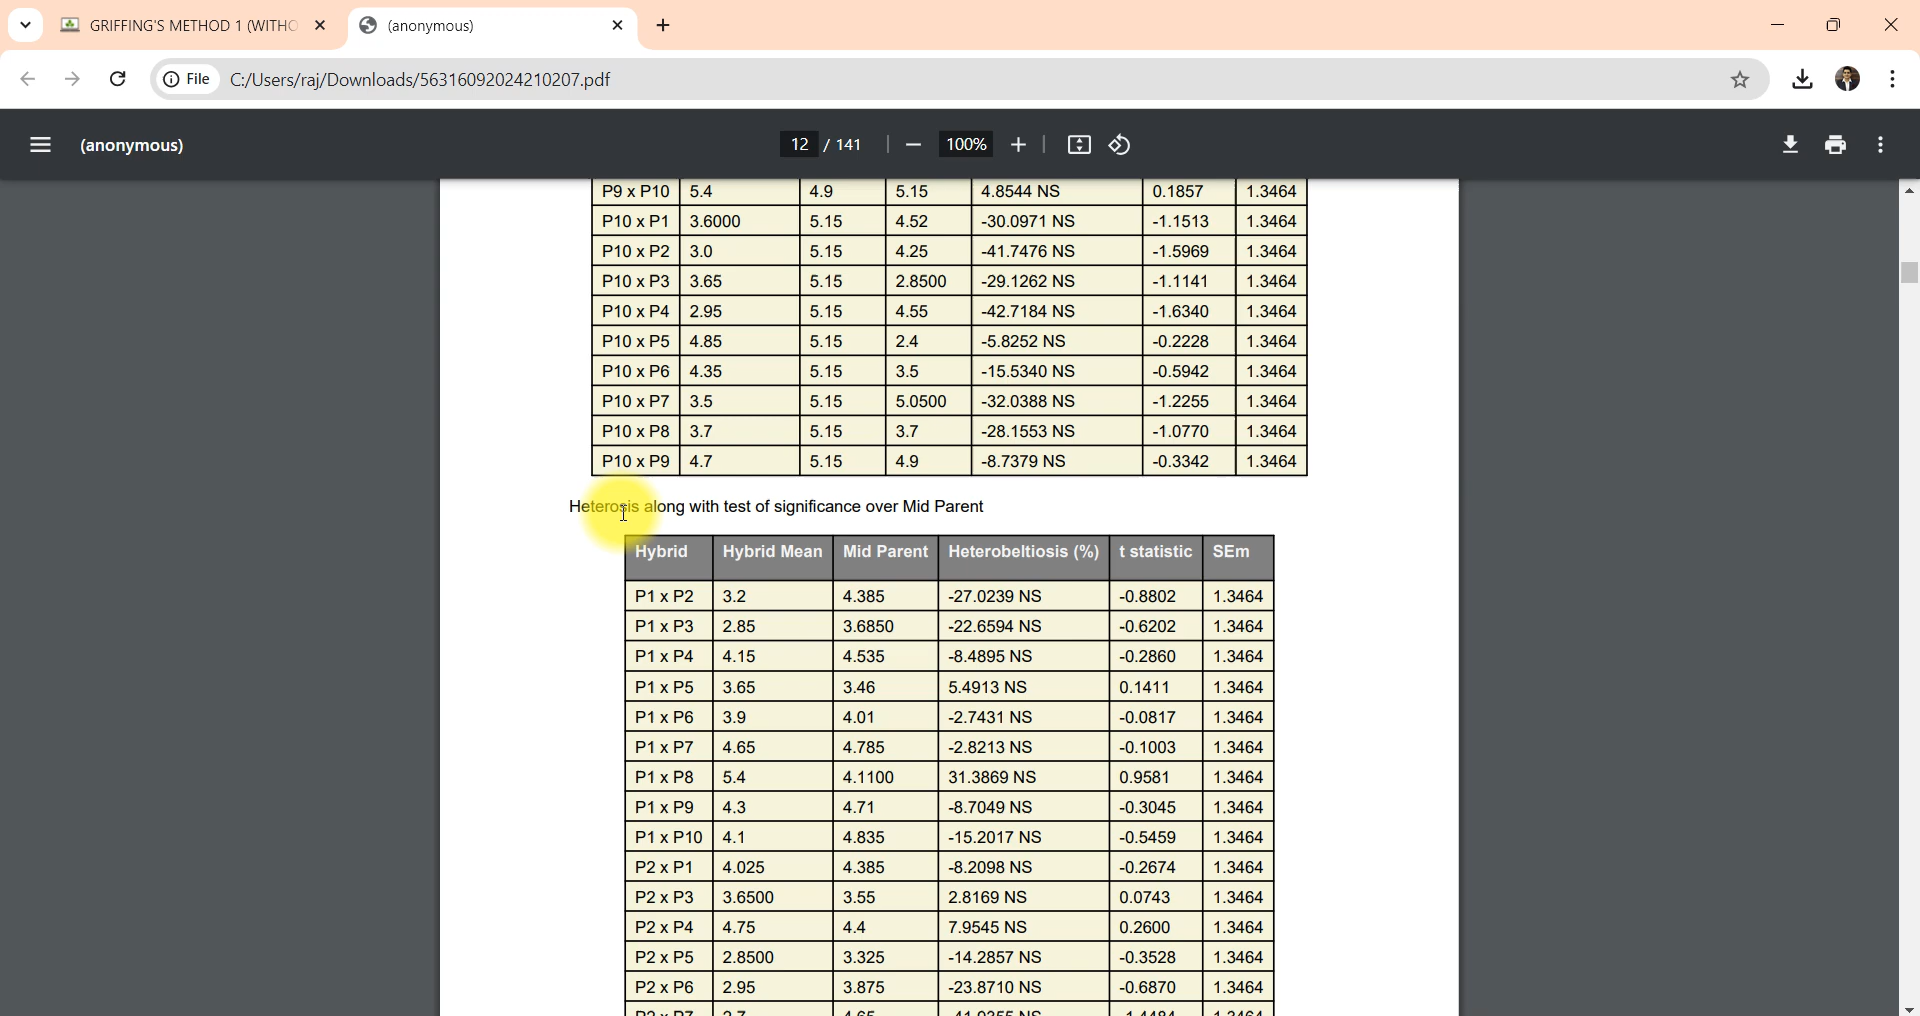 GRIFFING'S METHOD 1 (WITHO
(anonymous)
File C:/Users/raj/Downloads/56316092024210207.pdf
(anonymous)
12 / 141
100%
P9 x P10 5.4 4.9 5.15 4.8544 NS 0.1857 1.3464
P10 x P1 3.6000 5.15 4.52 -30.0971 NS -1.1513 1.3464
P10 x P2 3.0 5.15 4.25 -41.7476 NS -1.5969 1.3464
P10 x P3 3.65 5.15 2.8500 -29.1262 NS -1.1141 1.3464
P10 x P4 2.95 5.15 4.55 -42.7184 NS -1.6340 1.3464
P10 x P5 4.85 5.15 2.4 -5.8252 NS -0.2228 1.3464
P10 x P6 4.35 5.15 3.5 -15.5340 NS -0.5942 1.3464
P10 x P7 3.5 5.15 5.0500 -32.0388 NS -1.2255 1.3464
P10 x P8 3.7 5.15 3.7 -28.1553 NS -1.0770 1.3464
P10 x P9 4.7 5.15 4.9 -8.7379 NS -0.3342 1.3464
Heterosis along with test of significance over Mid Parent
Hybrid Hybrid Mean Mid Parent Heterobeltiosis (%) t statistic SEm
P1 x P2 3.2 4.385 -27.0239 NS -0.8802 1.3464
P1 x P3 2.85 3.6850 -22.6594 NS -0.6202 1.3464
P1 x P4 4.15 4.535 -8.4895 NS -0.2860 1.3464
P1 x P5 3.65 3.46 5.4913 NS 0.1411 1.3464
P1 x P6 3.9 4.01 -2.7431 NS -0.0817 1.3464
P1 x P7 4.65 4.785 -2.8213 NS -0.1003 1.3464
P1 x P8 5.4 4.1100 31.3869 NS 0.9581 1.3464
P1 x P9 4.3 4.71 -8.7049 NS -0.3045 1.3464
P1 x P10 4.1 4.835 -15.2017 NS -0.5459 1.3464
P2 x P1 4.025 4.385 -8.2098 NS -0.2674 1.3464
P2 x P3 3.6500 3.55 2.8169 NS 0.0743 1.3464
P2 x P4 4.75 4.4 7.9545 NS 0.2600 1.3464
P2 x P5 2.8500 3.325 -14.2857 NS -0.3528 1.3464
P2 x P6 2.95 3.875 -23.8710 NS -0.6870 1.3464